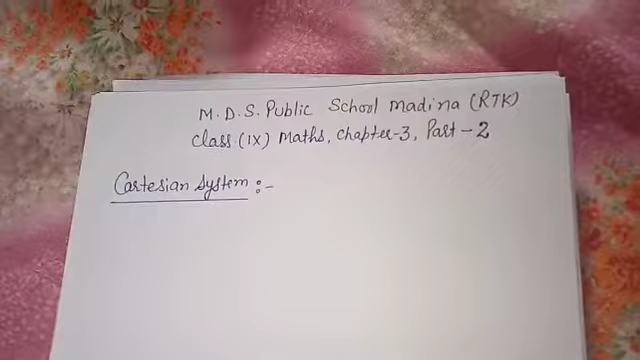 M.D.S. Public School Madina (RTK)
Class (IX) Maths, Chapter-3, Part-2
Cartesian System :-